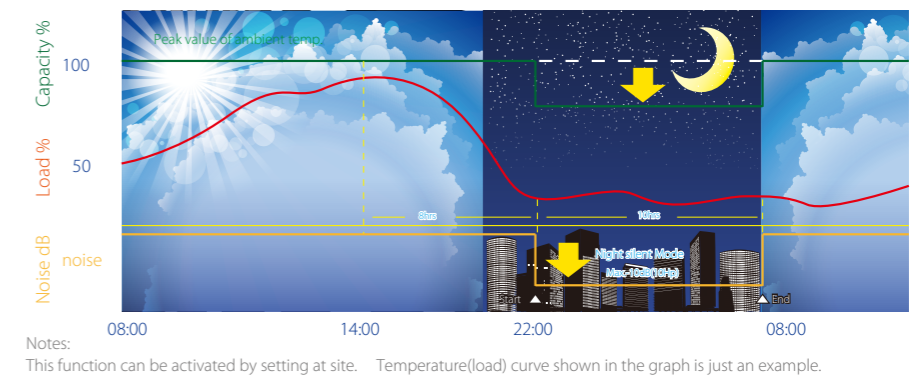 Capacity %
Load %
Noise dB
100
50
noise
Peak value of ambient temp.
8hrs
10hrs
Night silent Mode
Max-10dB(10Hp)
Start
End
08:00
14:00
22:00
08:00
Notes:
This function can be activated by setting at site. Temperature(load) curve shown in the graph is just an example.